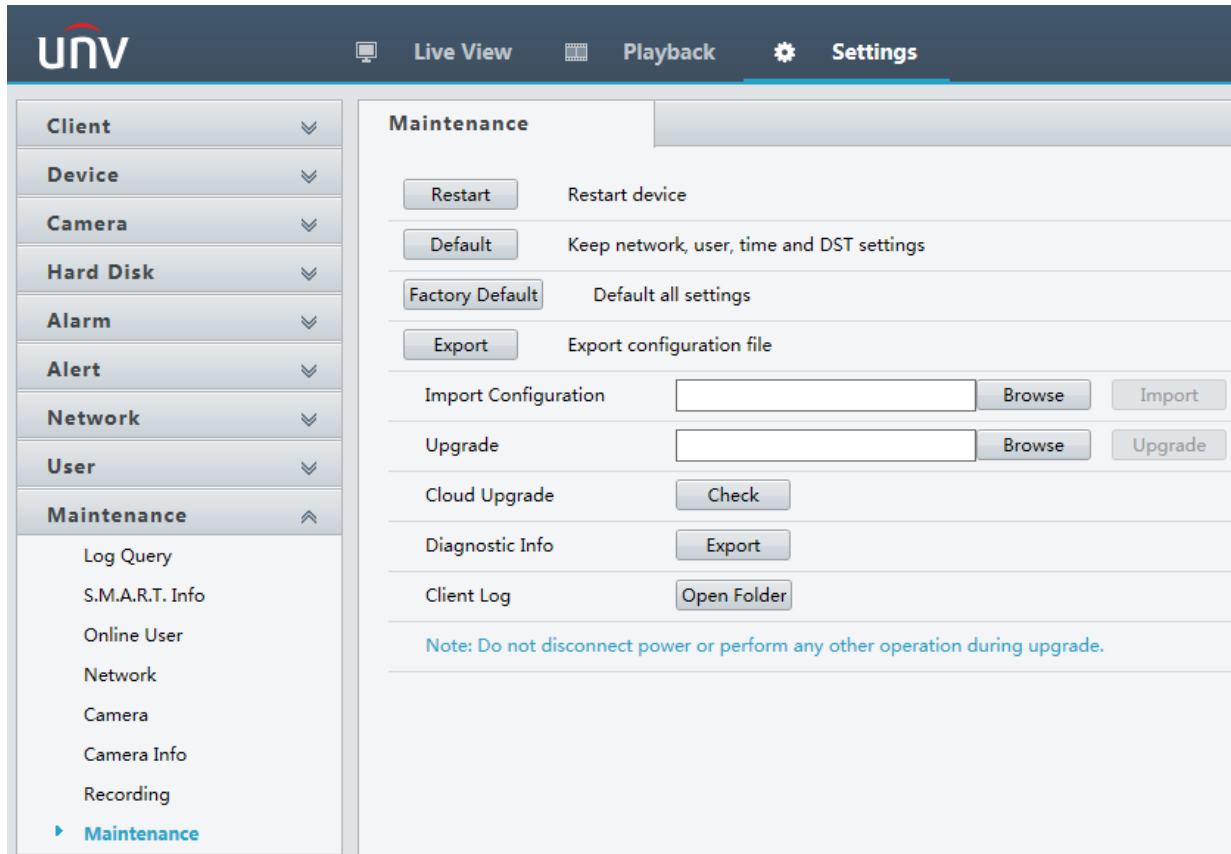 unv
Live View
Playback
Settings
Client
Device
Camera
Hard Disk
Alarm
Alert
Network
User
Maintenance
Log Query
S.M.A.R.T. Info
Online User
Network
Camera
Camera Info
Recording
Maintenance
Maintenance
Restart Restart device
Default Keep network, user, time and DST settings
Factory Default Default all settings
Export Export configuration file
Import Configuration Browse Import
Upgrade Browse Upgrade
Cloud Upgrade Check
Diagnostic Info Export
Client Log Open Folder
Note: Do not disconnect power or perform any other operation during upgrade.